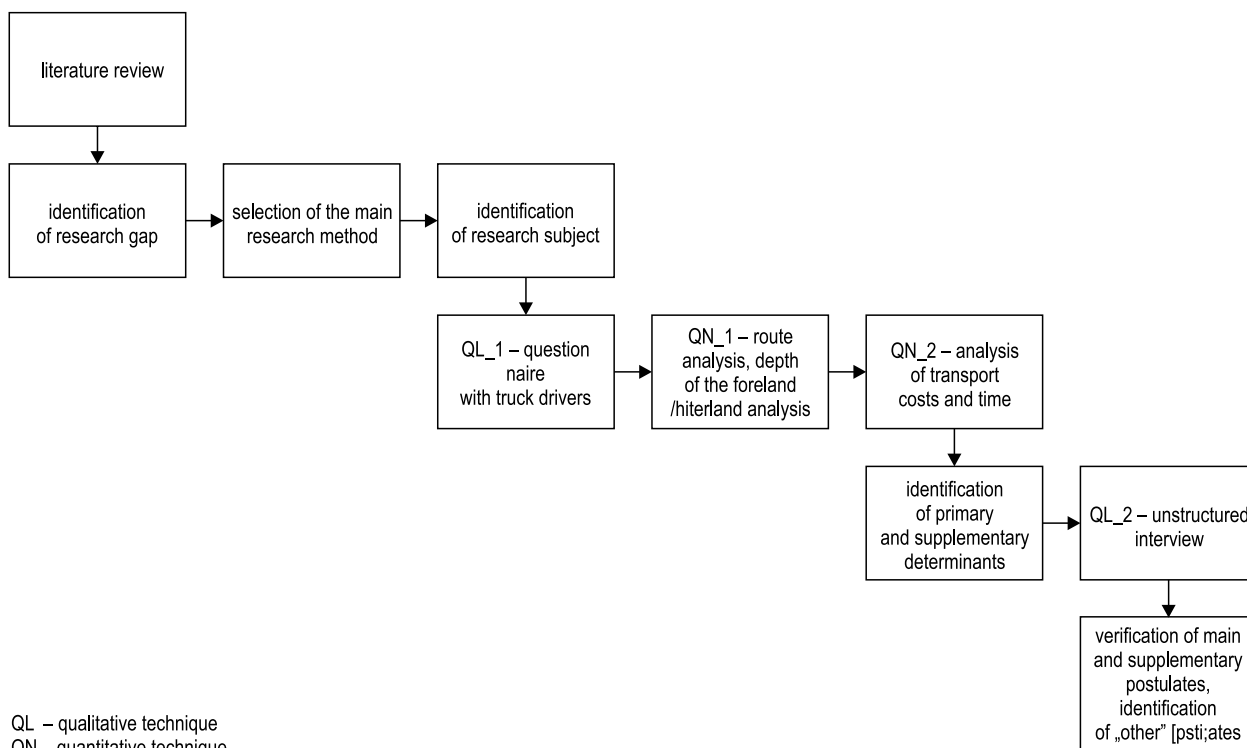 literature review
identification
of research gap
selection of the main
research method
identification
of research subject
QL_1 – question
naire
with truck drivers
QN_1 – route
analysis, depth
of the foreland
/hiterland analysis
QN_2 – analysis
of transport
costs and time
identification
of primary
and supplementary
determinants
QL_2 – unstructured
interview
verification of main
and supplementary
postulates,
identification
of „other” [psti;ates
QL – qualitative technique
QN – quantitative technique